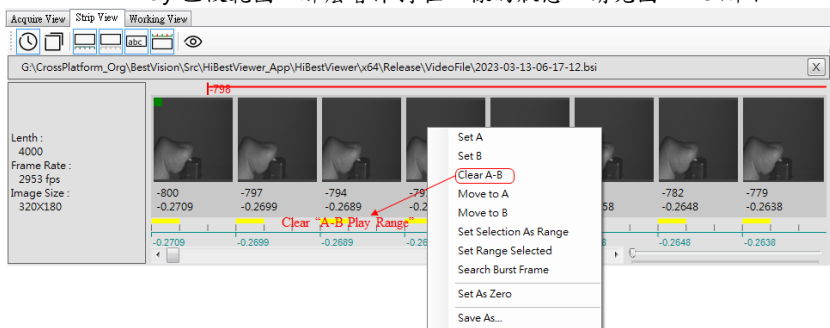 Acquire View Strip View Working View
abc
G:\CrossPlatform_Org\BestVision\Src\HiBestViewer_App\HiBestViewer\x64\Release\VideoFile\2023-03-13-06-17-12.bsi X
-798
Lenth :
4000
Frame Rate :
2953 fps
Image Size :
320X180
-800 -797 -794 -782 -779
-0.2709 -0.2699 -0.2689 -0.2648 -0.2638
Clear “A-B Play Range”
-0.2709 -0.2699 -0.2689 -0.2648 -0.2638
Set A
Set B
Clear A-B
Move to A
Move to B
Set Selection As Range
Set Range Selected
Search Burst Frame
Set As Zero
Save As...